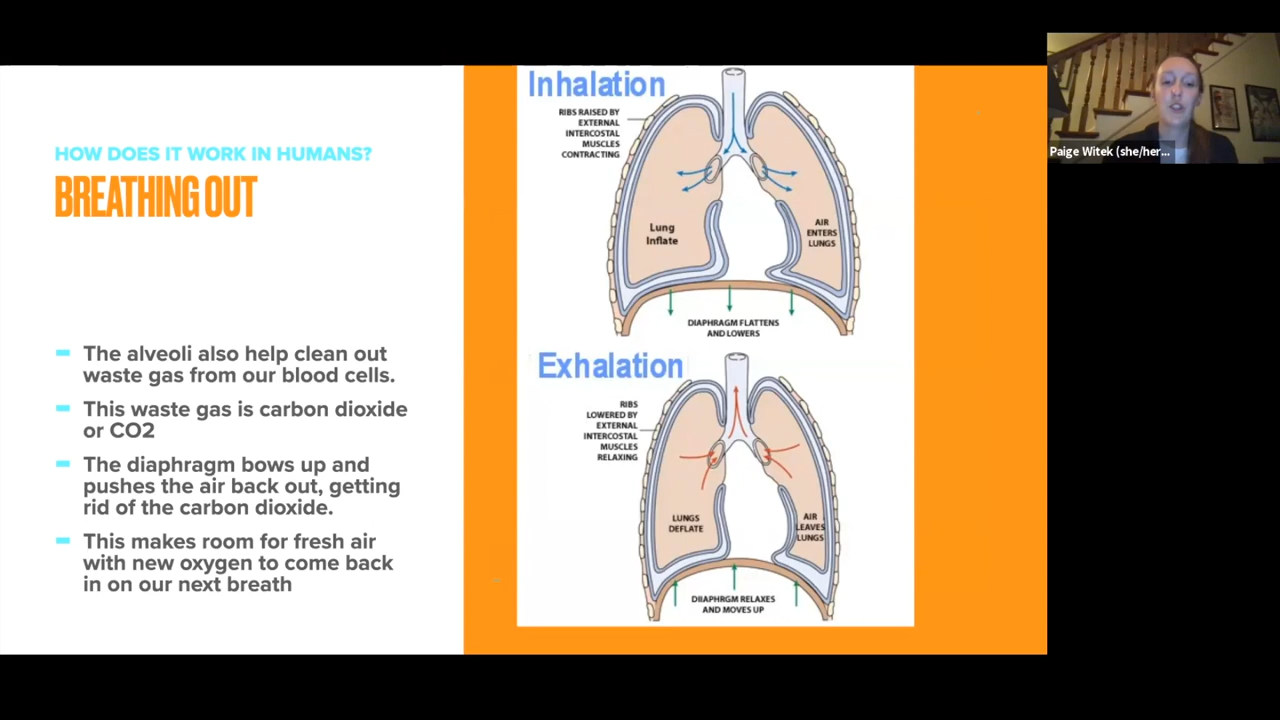 HOW DOES IT WORK IN HUMANS?
BREATHING OUT
The alveoli also help clean out
waste gas from our blood cells.
This waste gas is carbon dioxide
or CO2
The diaphragm bows up and
pushes the air back out, getting
rid of the carbon dioxide.
This makes room for fresh air
with new oxygen to come back
in on our next breath
Inhalation
RIBS RAISED BY
EXTERNAL
INTERCOSTAL
MUSCLES
CONTRACTING
Lung
Inflate
AIR
ENTERS
LUNGS
DIAPHRAGM FLATTENS
AND LOWERS
Exhalation
RIBS
LOWERED BY
EXTERNAL
INTERCOSTAL
MUSCLES
RELAXING
LUNGS
DEFLATE
AIR
LEAVES
LUNGS
DIIAPHRGM RELAXES
AND MOVES UP
Paige Witek (she/her...